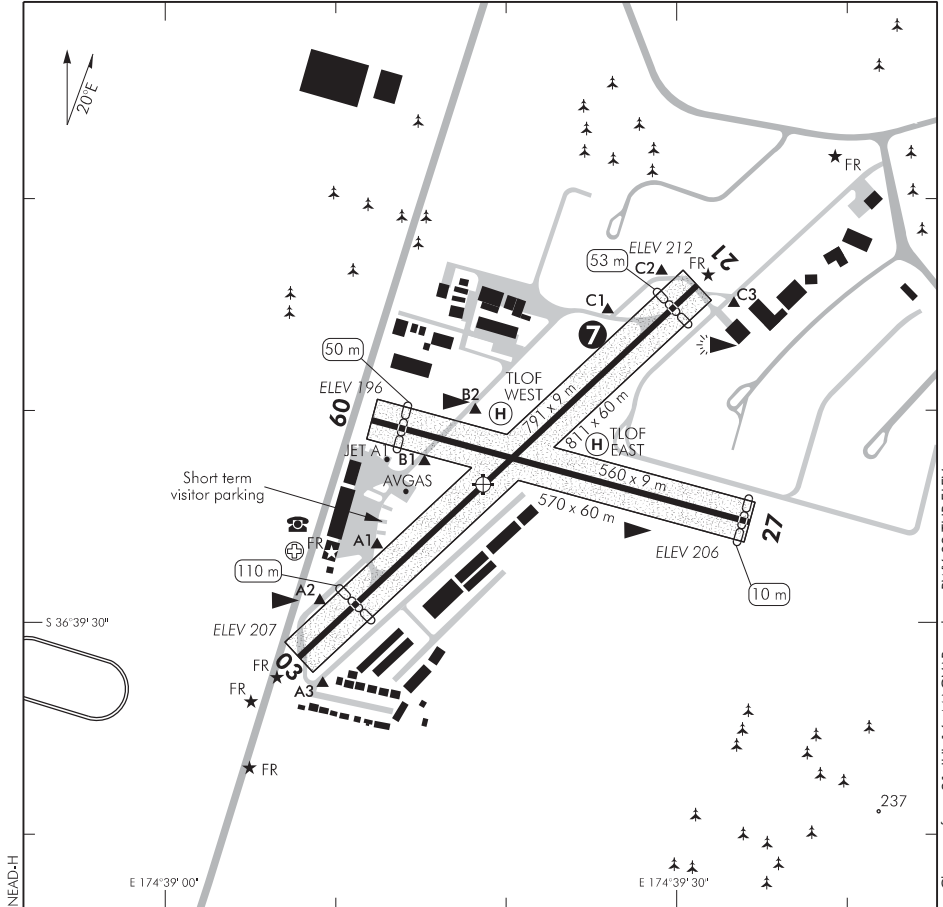 20°E
FR
ELEV 212
21
53 m
C2
FR
C1
C3
7
50 m
TLOF
WEST
ELEV 196
B2
H
09
791 x 9 m
811 x 60 m
H
TLOF
EAST
JET A1
B1
560 x 9 m
AVGAS
Short term
visitor parking
570 x 60 m
27
FR
A1
ELEV 206
110 m
A2
10 m
S 36°39' 30"
ELEV 207
FR
03
FR
A3
FR
237
E 174°39' 00"
E 174°39' 30"
NEAD-H